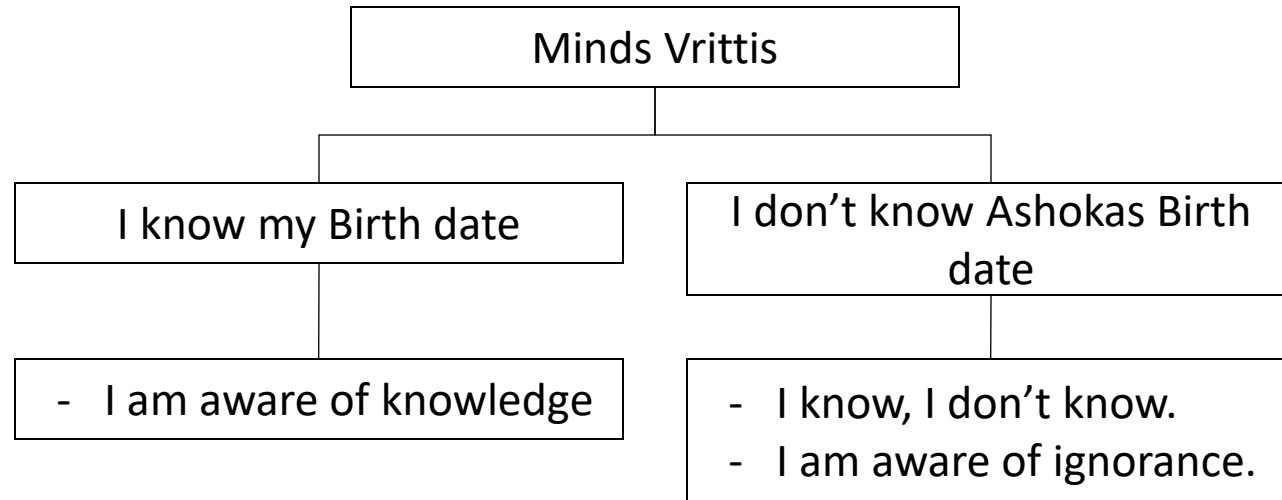 Minds Vrittis
I know my Birth date
I don’t know Ashokas Birth
date
- I am aware of knowledge
- I know, I don’t know.
- I am aware of ignorance.